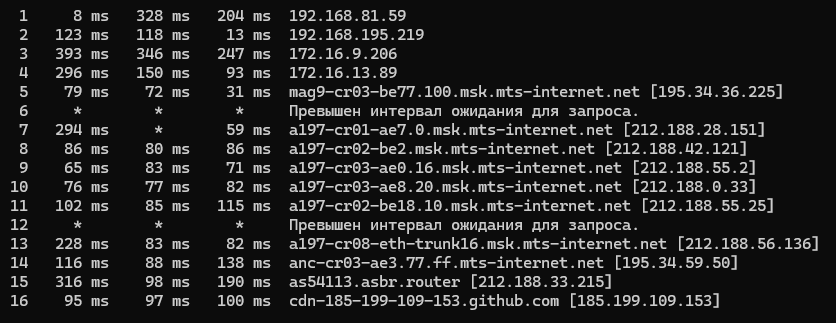 1 8 ms 328 ms 204 ms 192.168.81.59
2 123 ms 118 ms 13 ms 192.168.195.219
3 393 ms 346 ms 247 ms 172.16.9.206
4 296 ms 150 ms 93 ms 172.16.13.89
5 79 ms 72 ms 31 ms mag9-cr03-be77.100.msk.mts-internet.net [195.34.36.225]
6 * * * Превышен интервал ожидания для запроса.
7 294 ms * 59 ms a197-cr01-ae7.0.msk.mts-internet.net [212.188.28.151]
8 86 ms 80 ms 86 ms a197-cr02-be2.msk.mts-internet.net [212.188.42.121]
9 65 ms 83 ms 71 ms a197-cr03-ae0.16.msk.mts-internet.net [212.188.55.2]
10 76 ms 77 ms 82 ms a197-cr03-ae8.20.msk.mts-internet.net [212.188.0.33]
11 102 ms 85 ms 115 ms a197-cr02-be18.10.msk.mts-internet.net [212.188.55.25]
12 * * * Превышен интервал ожидания для запроса.
13 228 ms 83 ms 82 ms a197-cr08-eth-trunk16.msk.mts-internet.net [212.188.56.136]
14 116 ms 88 ms 138 ms anc-cr03-ae3.77.ff.mts-internet.net [195.34.59.50]
15 316 ms 98 ms 190 ms as54113.asbr.router [212.188.33.215]
16 95 ms 97 ms 100 ms cdn-185-199-109-153.github.com [185.199.109.153]